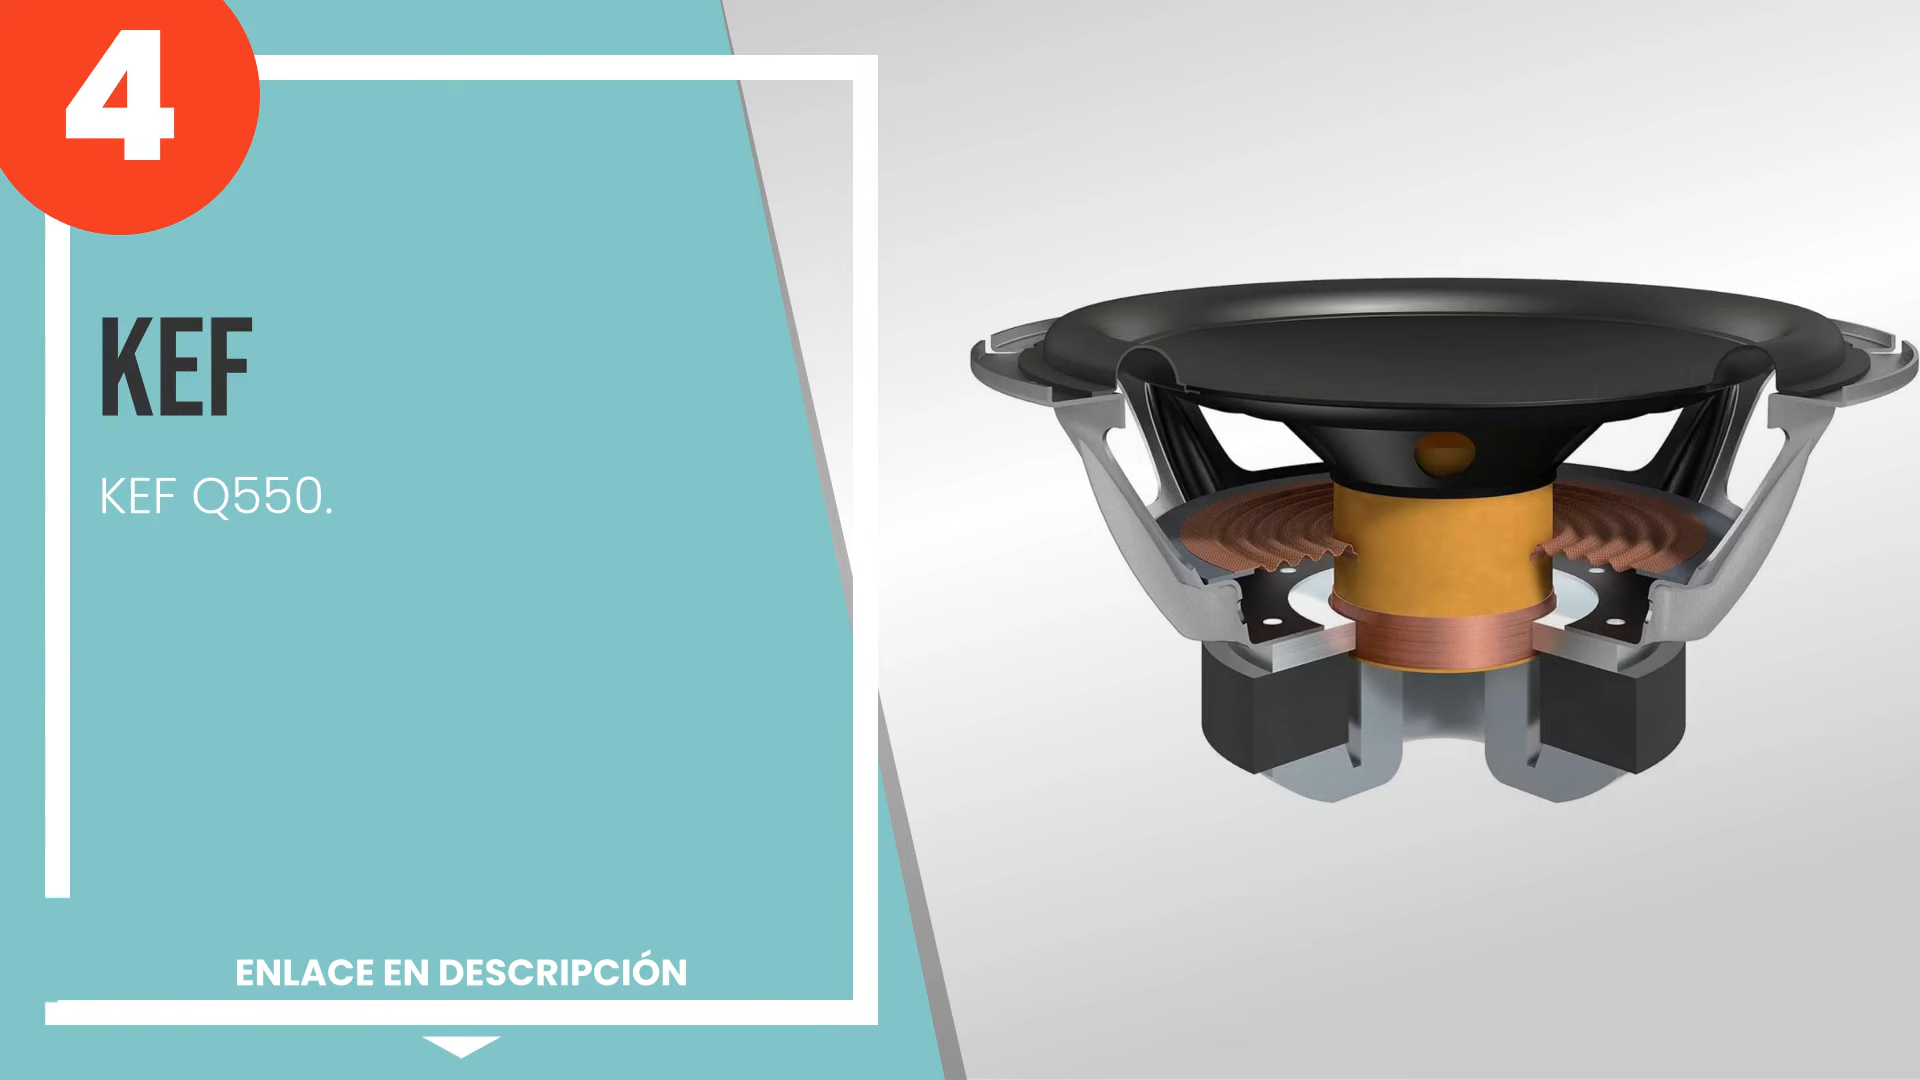 4
KEF
KEF Q550.
ENLACE EN DESCRIPCIÓN